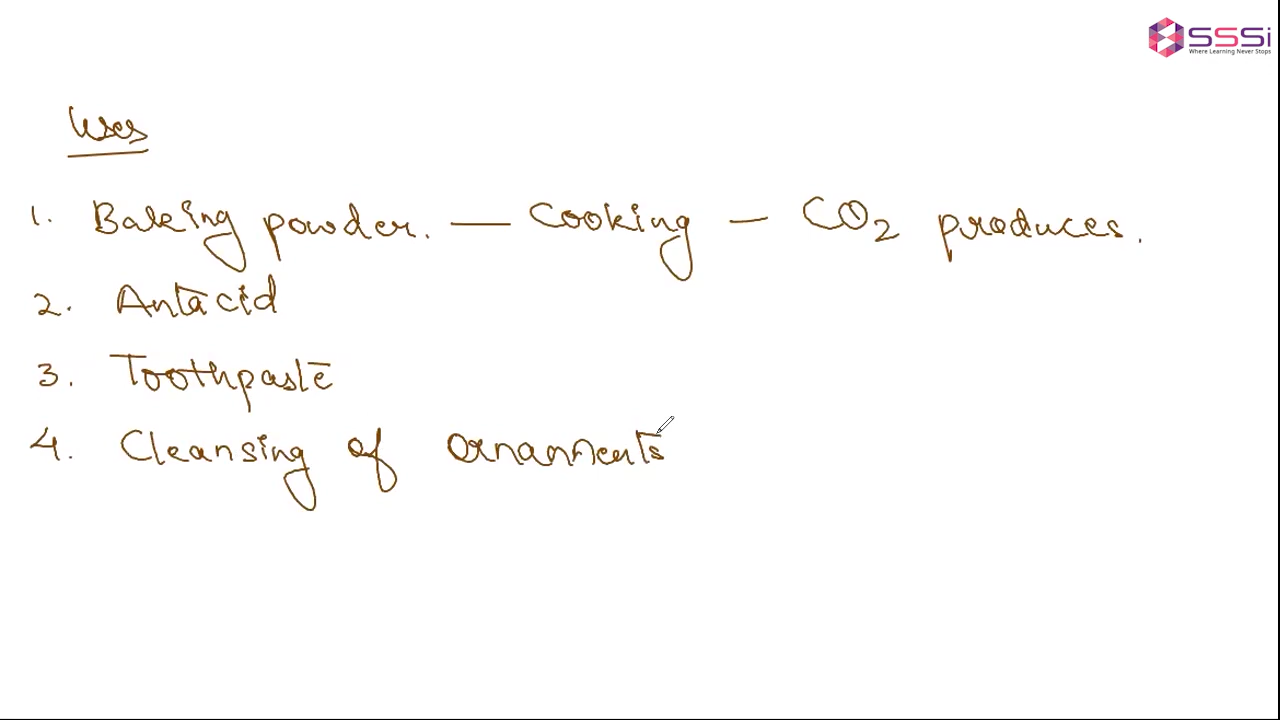 SSSi
Where Learning Never Stops
Uses
1. Baking powder. — Cooking – CO2 produces.
2. Antacid
3. Toothpaste
4. Cleansing of ornaments